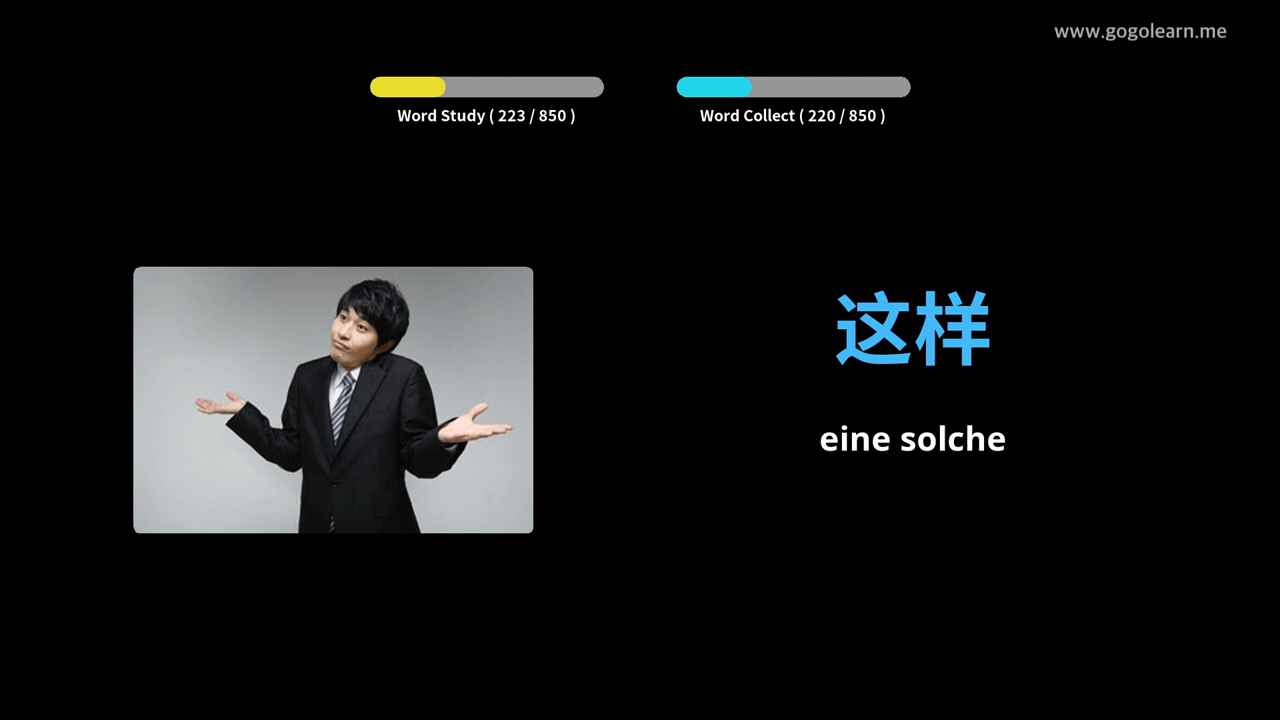 www.gogolearn.me
Word Study ( 223 / 850 )
Word Collect ( 220 / 850 )
这样
eine solche